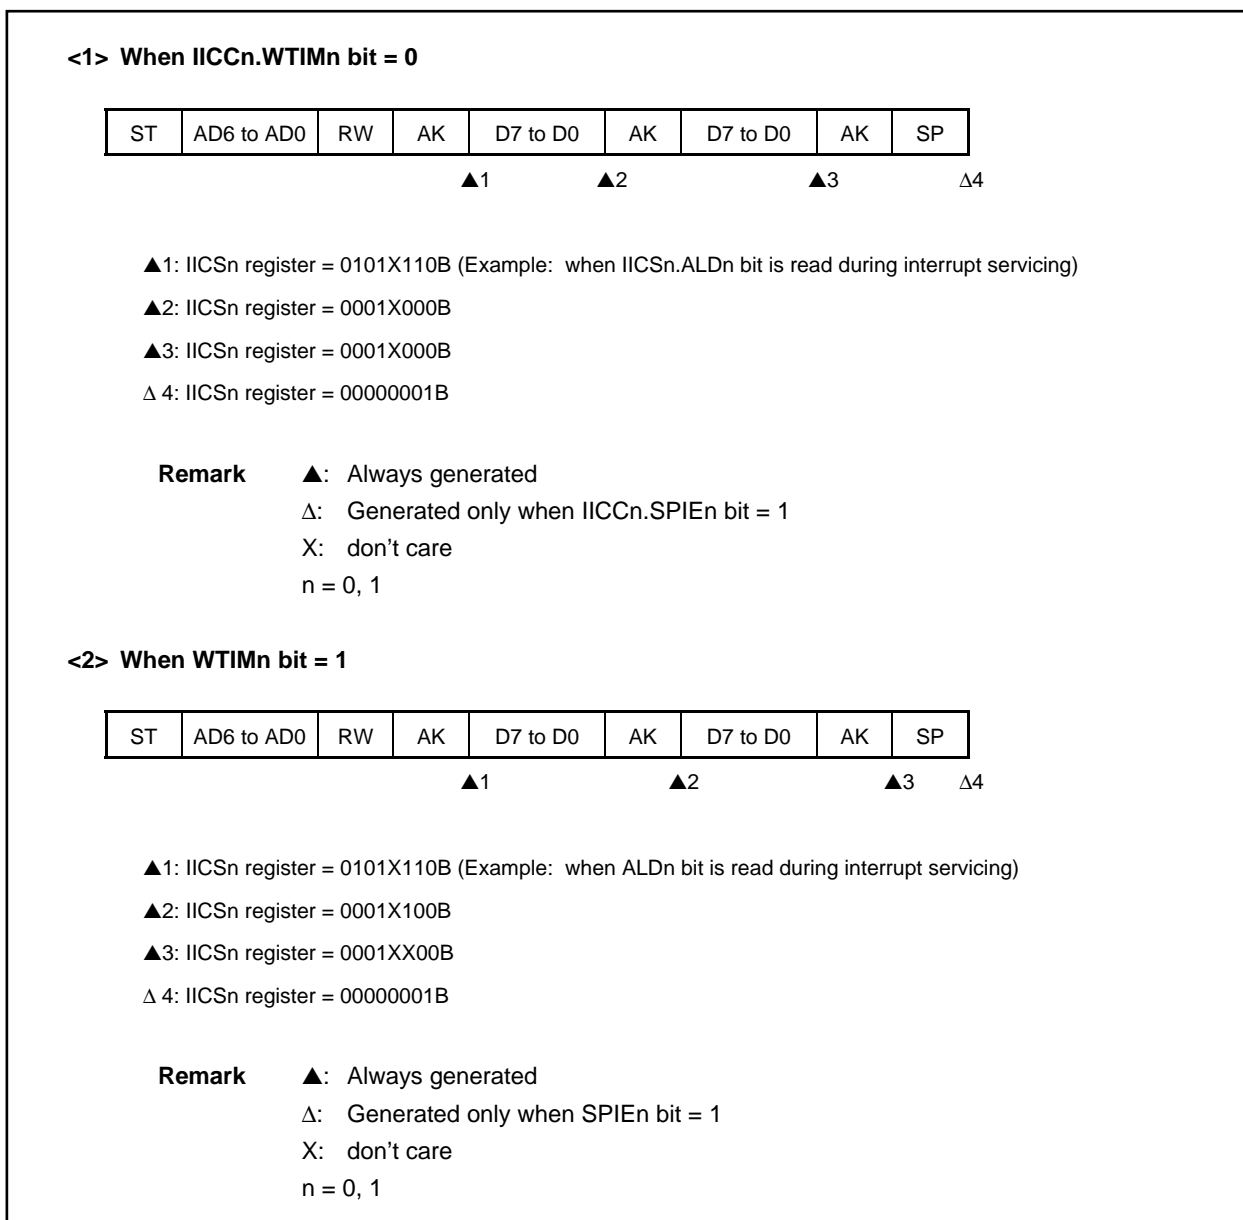 <1> When IICCn.WTIMn bit = 0
ST AD6 to AD0 RW AK D7 to D0 AK D7 to D0 AK SP
▲1 ▲2 ▲3 Δ4
▲1: IICSn register = 0101X110B (Example: when IICSn.ALDn bit is read during interrupt servicing)
▲2: IICSn register = 0001X000B
▲3: IICSn register = 0001X000B
Δ 4: IICSn register = 00000001B
Remark ▲: Always generated
Δ: Generated only when IICCn.SPIEn bit = 1
X: don't care
n = 0, 1
<2> When WTIMn bit = 1
ST AD6 to AD0 RW AK D7 to D0 AK D7 to D0 AK SP
▲1 ▲2 ▲3 Δ4
▲1: IICSn register = 0101X110B (Example: when ALDn bit is read during interrupt servicing)
▲2: IICSn register = 0001X100B
▲3: IICSn register = 0001XX00B
Δ 4: IICSn register = 00000001B
Remark ▲: Always generated
Δ: Generated only when SPIEn bit = 1
X: don't care
n = 0, 1